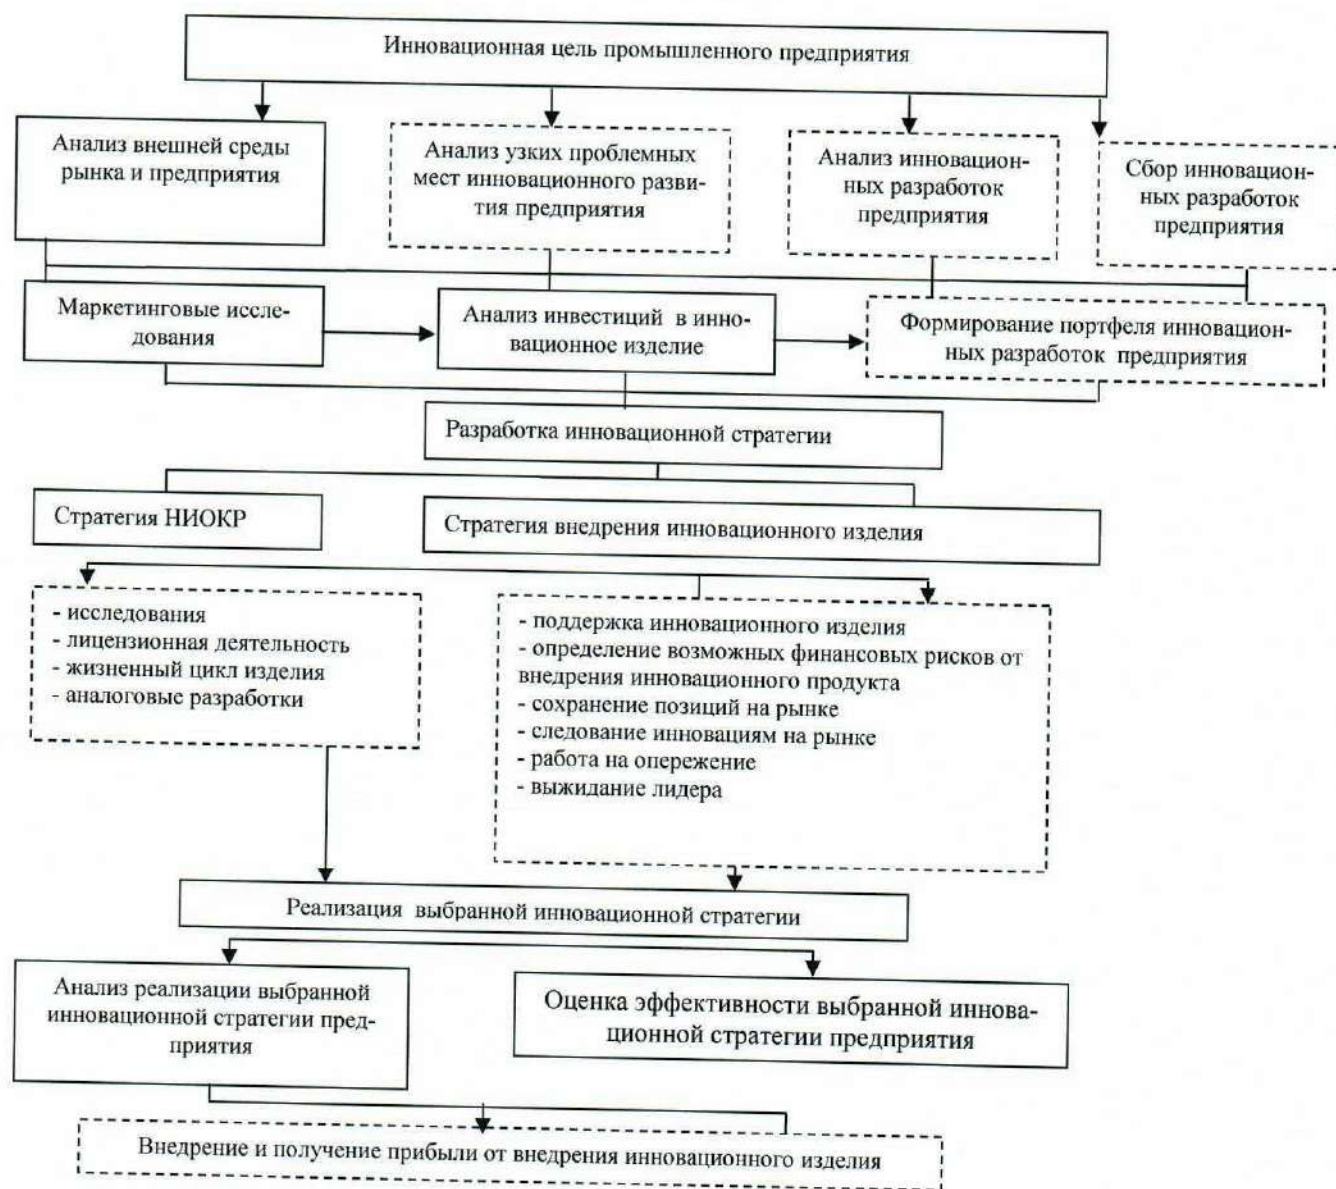 Инновационная цель промышленного предприятия
Анализ внешней среды
рынка и предприятия
Анализ узких проблемных
мест инновационного разви-
тия предприятия
Анализ инновацион-
ных разработок
предприятия
Сбор инновацион-
ных разработок
предприятия
Маркетинговые иссле-
дования
Анализ инвестиций в инно-
вационное изделие
Формирование портфеля инновацион-
ных разработок предприятия
Разработка инновационной стратегии
Стратегия НИОКР
Стратегия внедрения инновационного изделия
- исследования
- лицензионная деятельность
- жизненный цикл изделия
- аналоговые разработки
- поддержка инновационного изделия
- определение возможных финансовых рисков от
внедрения инновационного продукта
- сохранение позиций на рынке
- следование инновациям на рынке
- работа на опережение
- выжидание лидера
Реализация выбранной инновационной стратегии
Анализ реализации выбранной
инновационной стратегии пред-
приятия
Оценка эффективности выбранной иннова-
ционной стратегии предприятия
Внедрение и получение прибыли от внедрения инновационного изделия